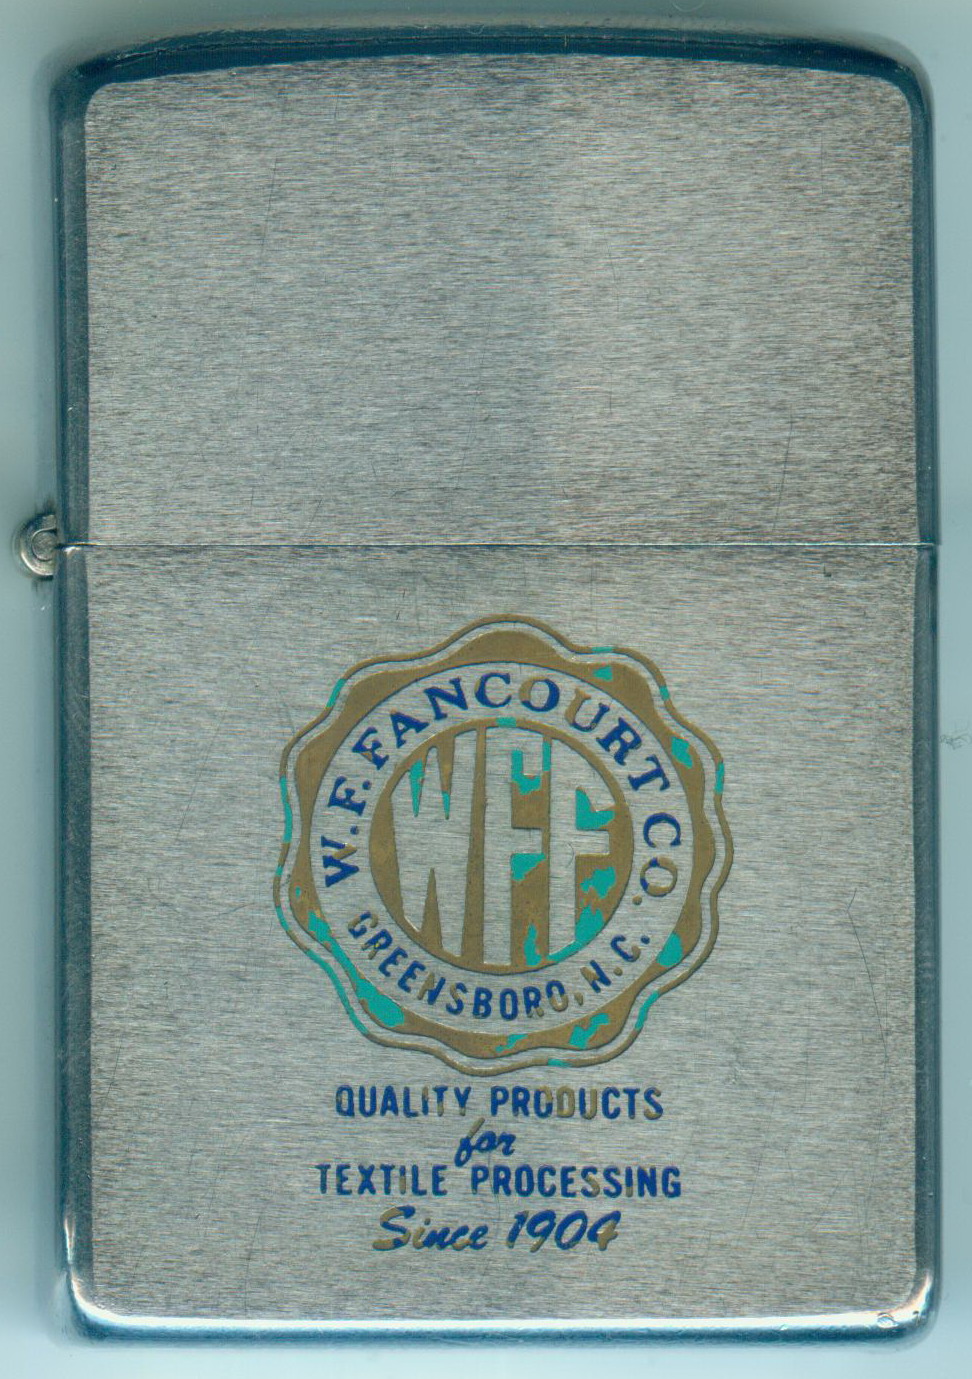 W.F. FANCOURT CO.
WFF
GREENSBORO, N.C.
QUALITY PRODUCTS
for
TEXTILE PROCESSING
Since 1904